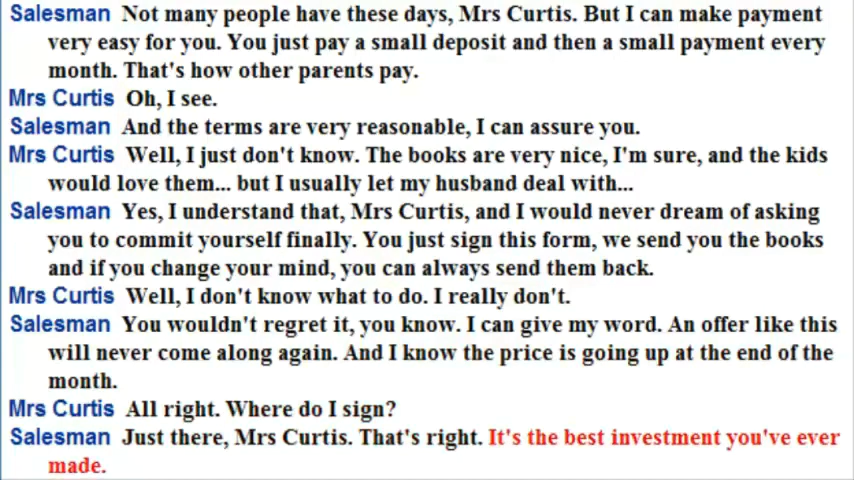 Salesman Not many people have these days, Mrs Curtis. But I can make payment
very easy for you. You just pay a small deposit and then a small payment every
month. That's how other parents pay.
Mrs Curtis Oh, I see.
Salesman And the terms are very reasonable, I can assure you.
Mrs Curtis Well, I just don't know. The books are very nice, I'm sure, and the kids
would love them... but I usually let my husband deal with...
Salesman Yes, I understand that, Mrs Curtis, and I would never dream of asking
you to commit yourself finally. You just sign this form, we send you the books
and if you change your mind, you can always send them back.
Mrs Curtis Well, I don't know what to do. I really don't.
Salesman You wouldn't regret it, you know. I can give my word. An offer like this
will never come along again. And I know the price is going up at the end of the
month.
Mrs Curtis All right. Where do I sign?
Salesman Just there, Mrs Curtis. That's right. It's the best investment you've ever
made.